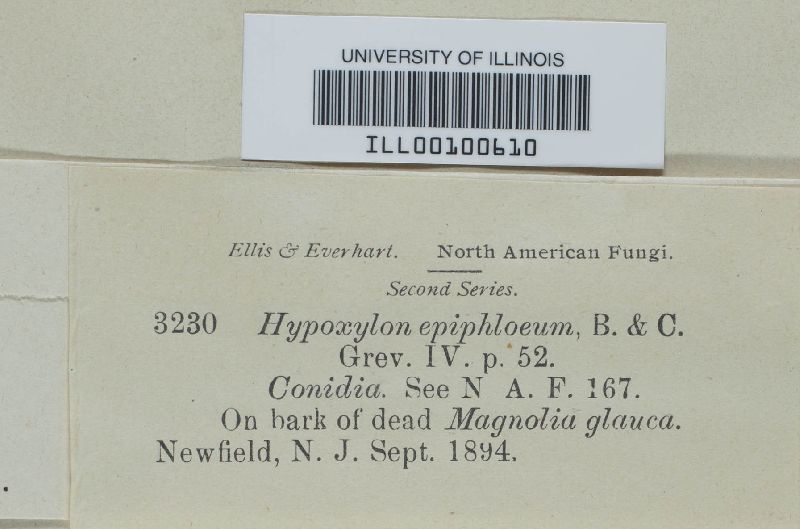 UNIVERSITY OF ILLINOIS
ILL00100610
Ellis & Everhart. North American Fungi.
Second Series.
3230 Hypoxylon epiphloeum, B. & C.
Grev. IV. p. 52.
Conidia. See N A. F. 167.
On bark of dead Magnolia glauca.
Newfield, N. J. Sept. 1894.